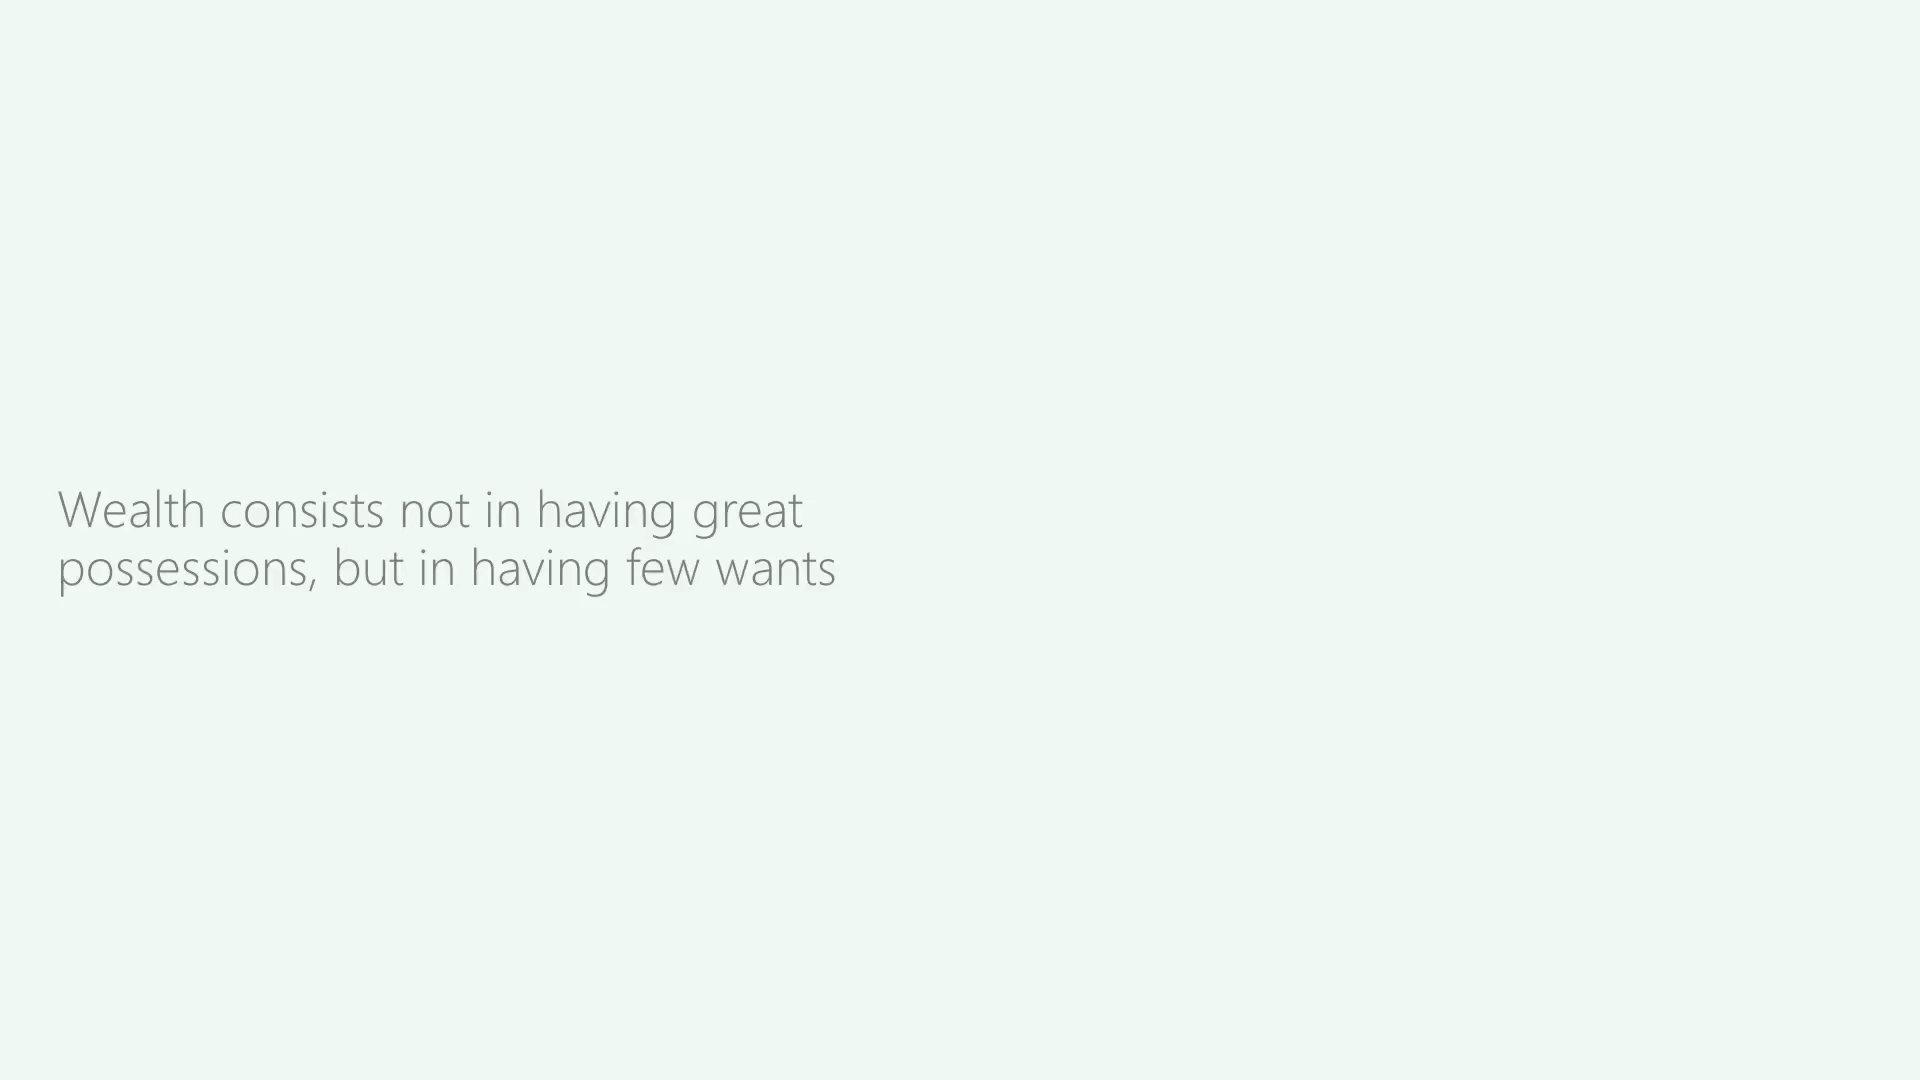 Wealth consists not in having great
possessions, but in having few wants